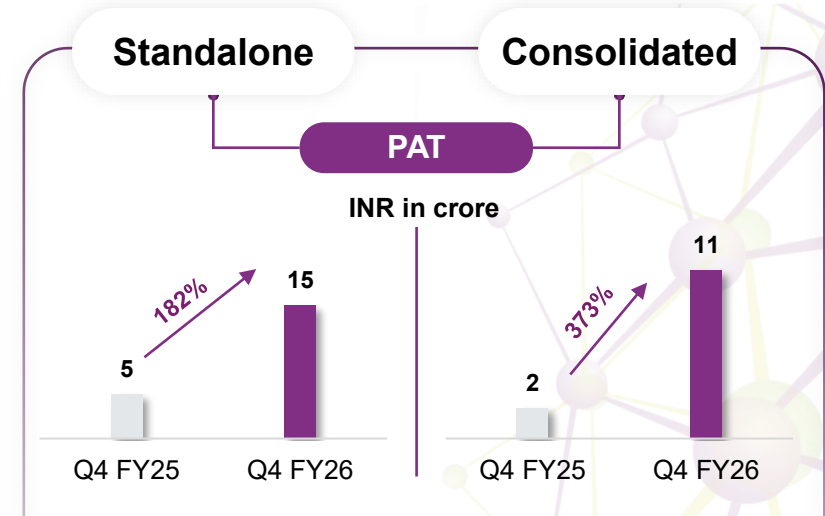 Standalone
Consolidated
PAT
INR in crore
182%
5
15
Q4 FY25
Q4 FY26
373%
2
11
Q4 FY25
Q4 FY26